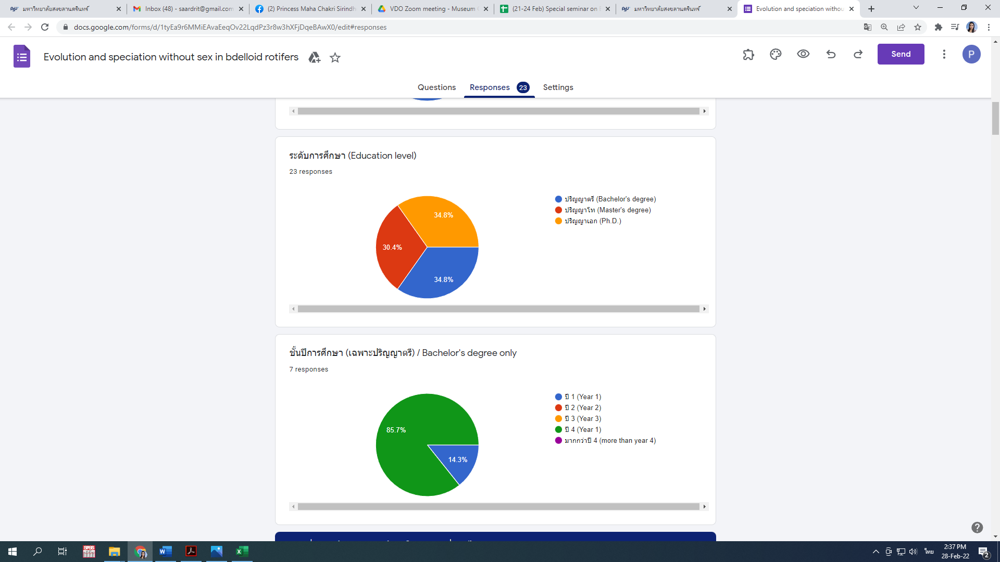 มหาวิทยาลัยสงขลานครินทร์
Inbox (48) - saardrit@gmail.com
(2) Princess Maha Chakri Sirindh
VDO Zoom meeting - Museum
(21-24 Feb) Special seminar on
มหาวิทยาลัยสงขลานครินทร์
Evolution and speciation withou
docs.google.com/forms/d/1tyEa9r6MMiEAvaEeqOv22LqdPz3r8w3hXFjDqeBAwX0/edit#responses
Evolution and speciation without sex in bdelloid rotifers
Send
P
Questions
Responses 23
Settings
ระดับการศึกษา (Education level)
23 responses
34.8%
30.4%
34.8%
ปริญญาตรี (Bachelor's degree)
ปริญญาโท (Master's degree)
ปริญญาเอก (Ph.D.)
ชั้นปีการศึกษา (เฉพาะปริญญาตรี) / Bachelor's degree only
7 responses
85.7%
14.3%
ปี 1 (Year 1)
ปี 2 (Year 2)
ปี 3 (Year 3)
ปี 4 (Year 1)
มากกว่าปี 4 (more than year 4)
SPSS
ไทย
2:37 PM
28-Feb-22
2